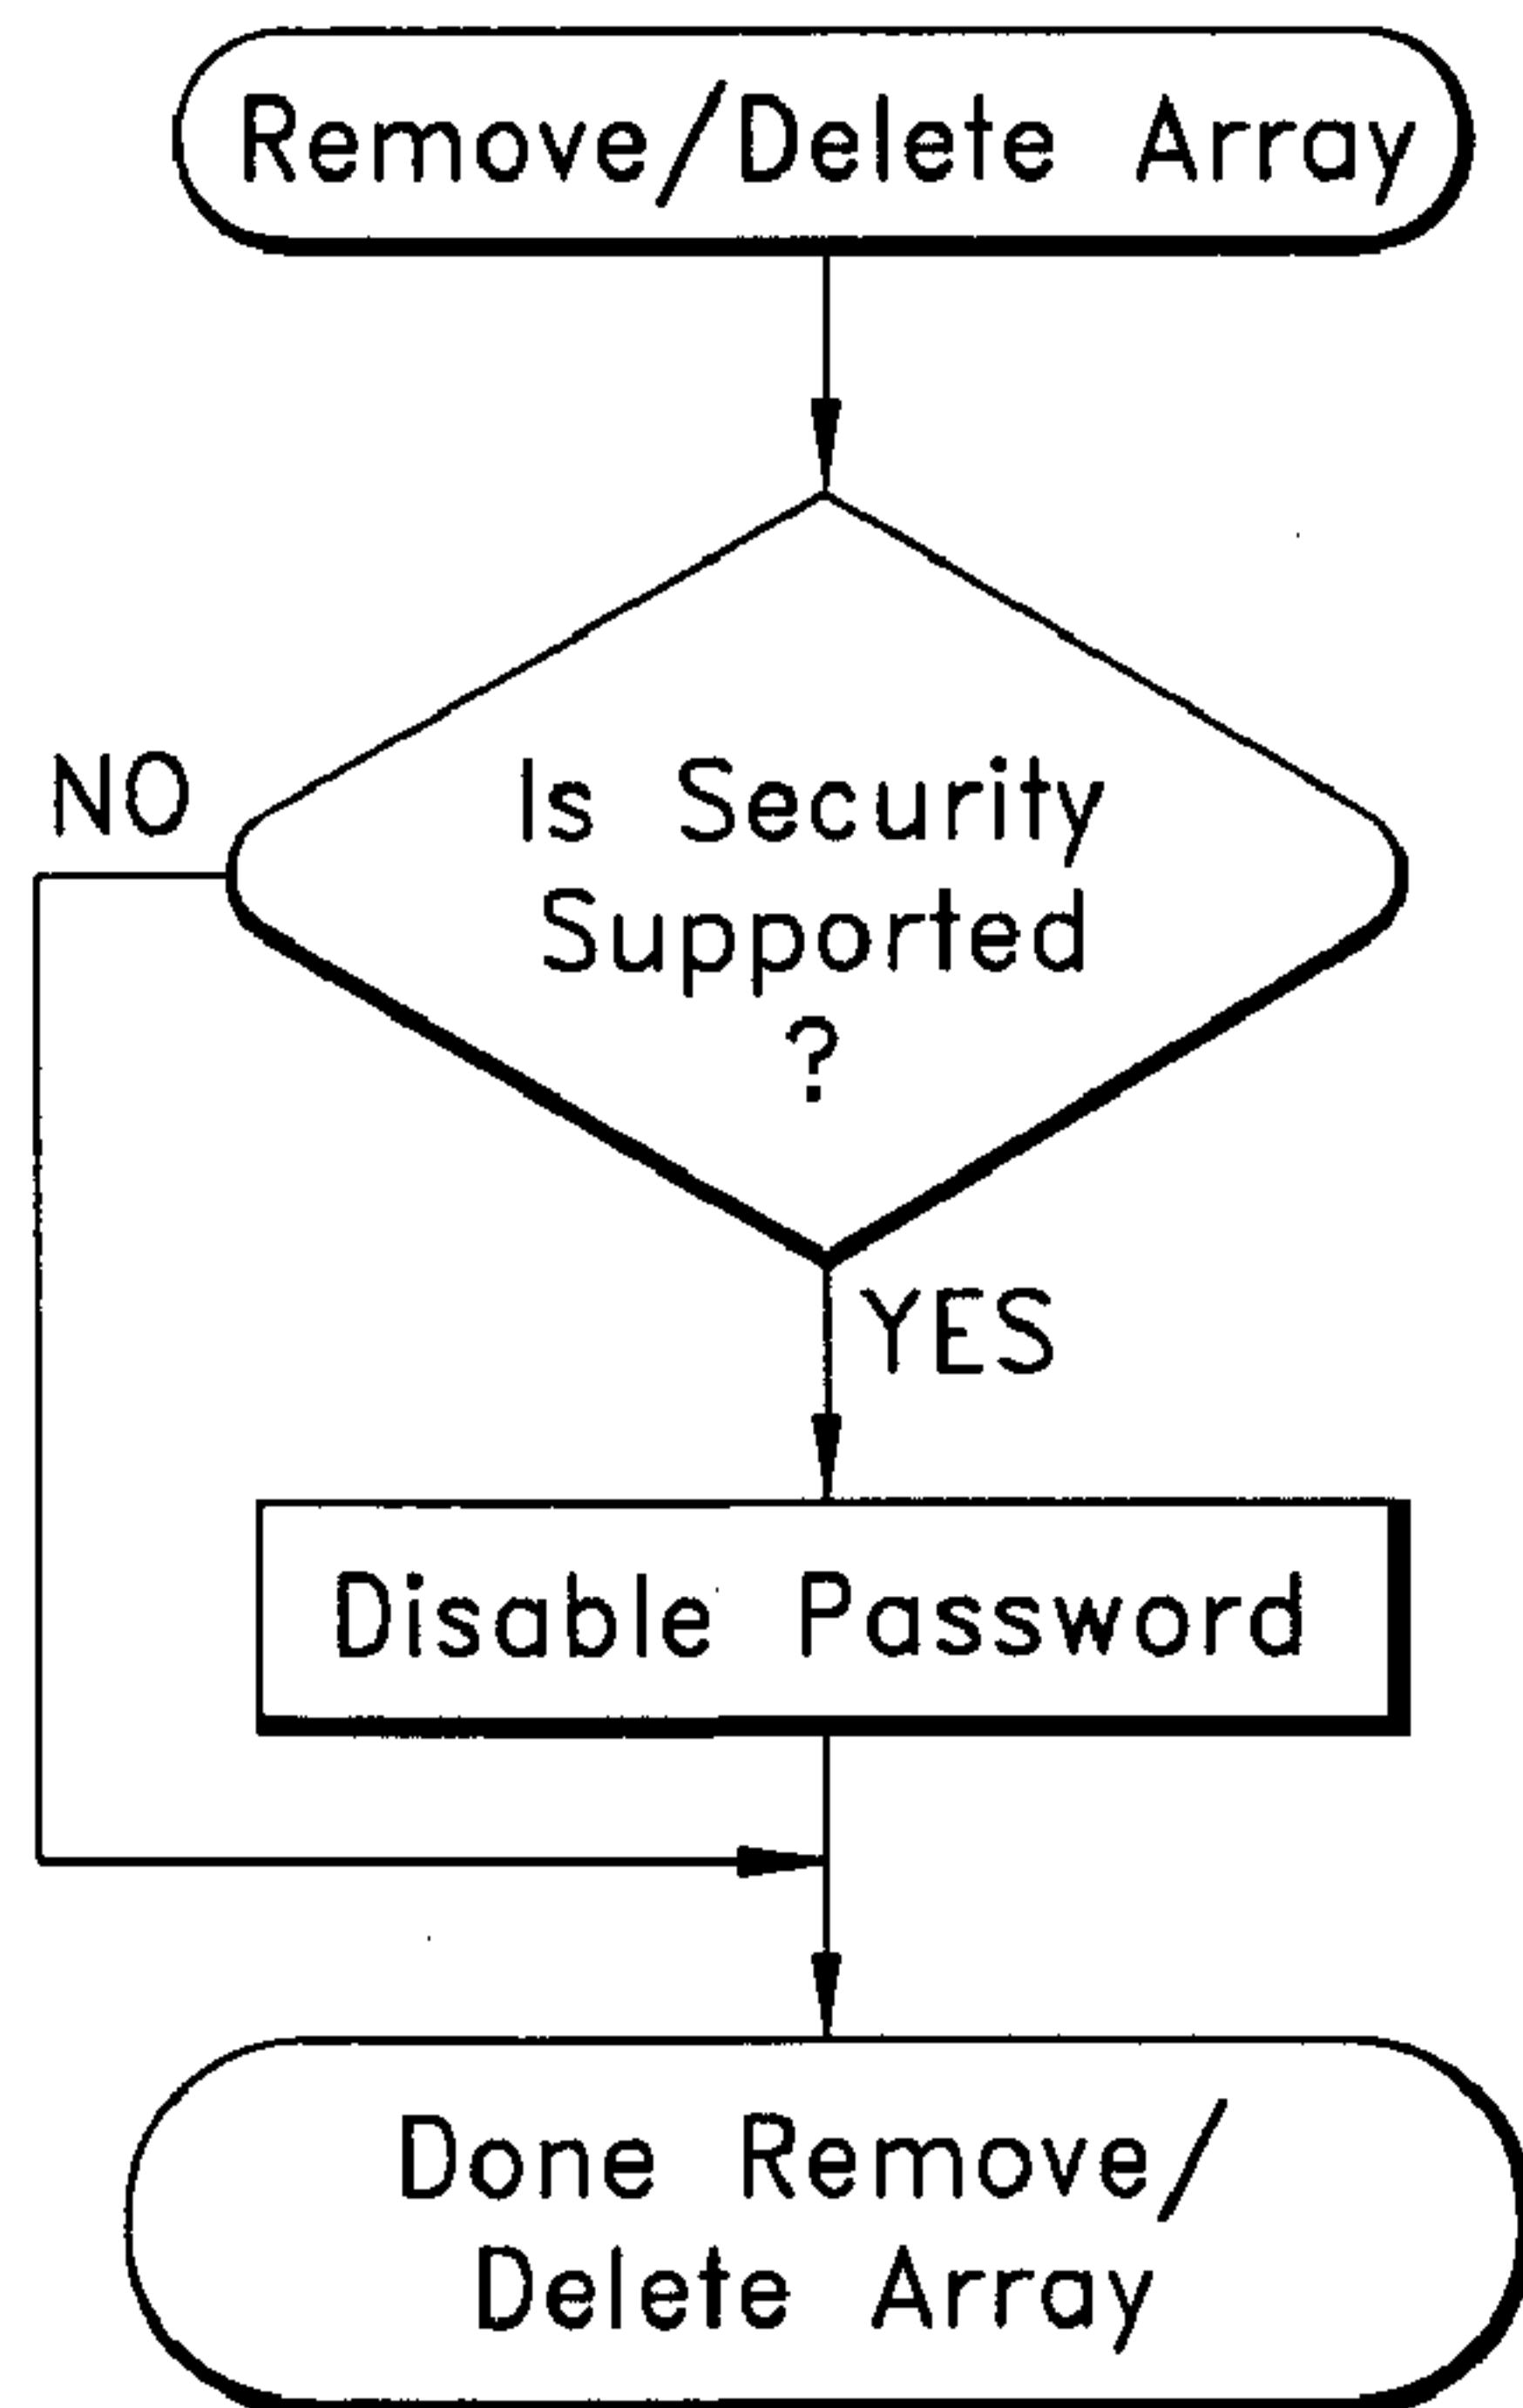 Remove/Delete Array
NO
Is Security
Supported
?
YES
Disable Password
Done Remove/
Delete Array